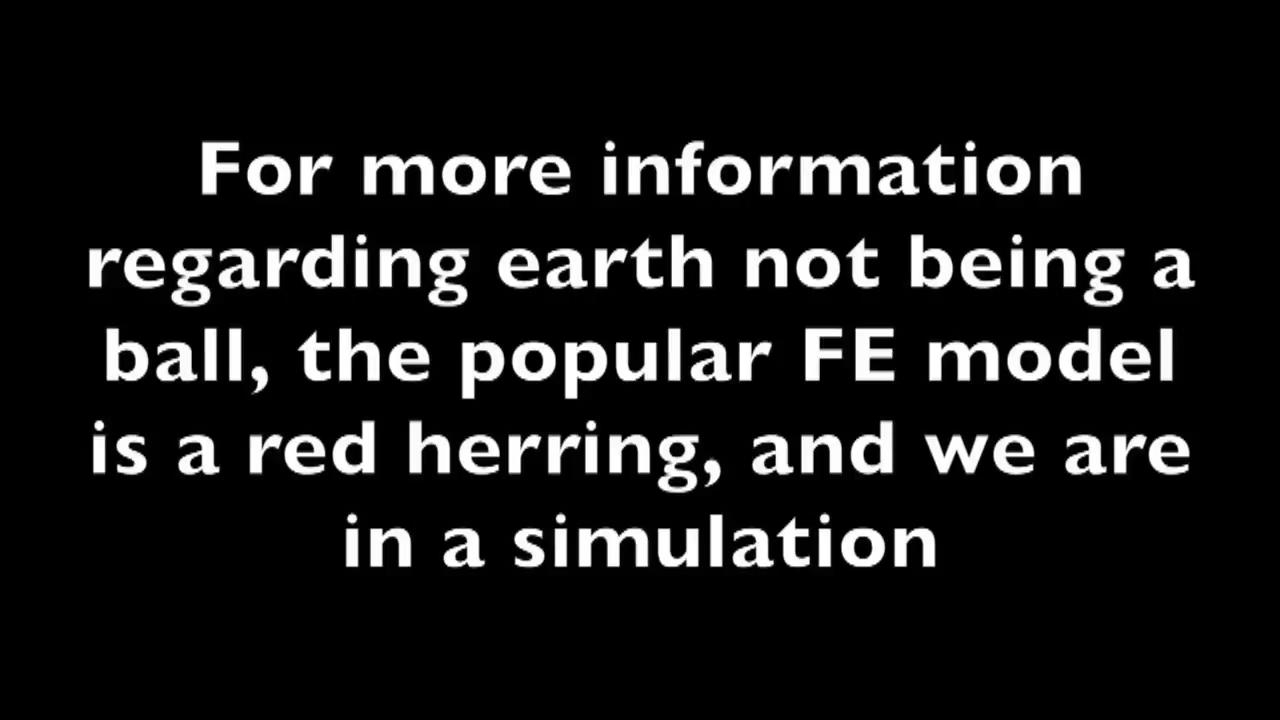 For more information
regarding earth not being a
ball, the popular FE model
is a red herring, and we are
in a simulation